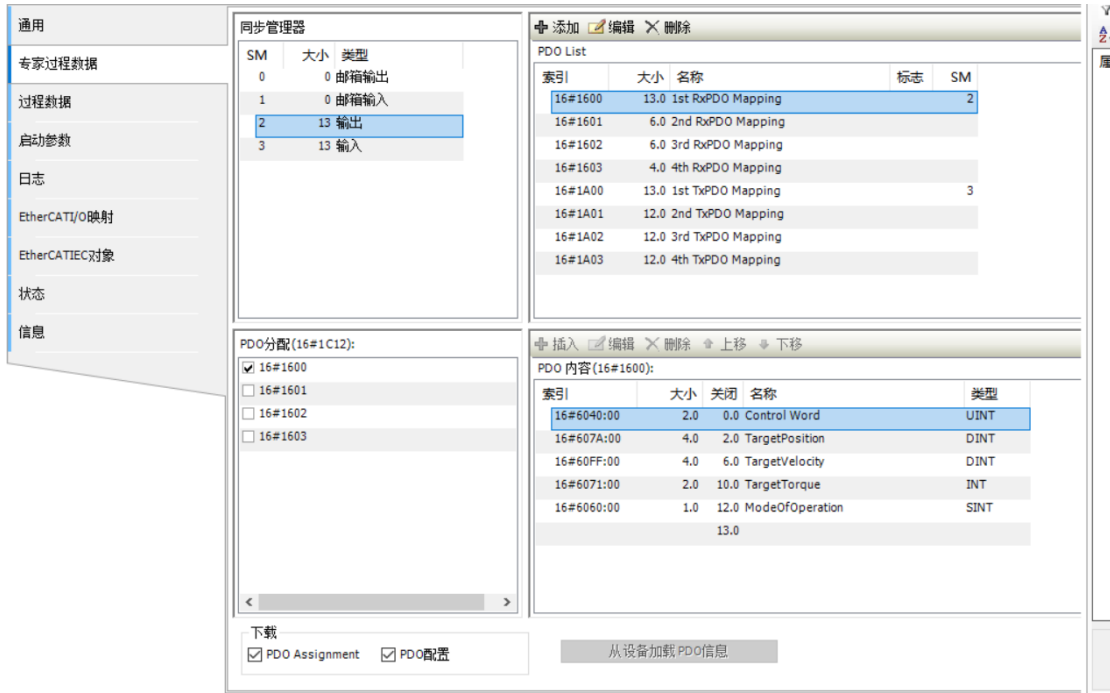 通用
专家过程数据
过程数据
启动参数
日志
EtherCATI/O映射
EtherCATIEC对象
状态
信息
同步管理器
SM 大小 类型
0 0 邮箱输出
1 0 邮箱输入
2 13 输出
3 13 输入
添加 编辑 删除
PDO List
索引 大小 名称 标志 SM
16#1600 13.0 1st RxPDO Mapping 2
16#1601 6.0 2nd RxPDO Mapping
16#1602 6.0 3rd RxPDO Mapping
16#1603 4.0 4th RxPDO Mapping
16#1A00 13.0 1st TxPDO Mapping 3
16#1A01 12.0 2nd TxPDO Mapping
16#1A02 12.0 3rd TxPDO Mapping
16#1A03 12.0 4th TxPDO Mapping
PDO分配(16#1C12):
16#1600
16#1601
16#1602
16#1603
插入 编辑 删除 上移 下移
PDO 内容(16#1600):
索引 大小 关闭 名称 类型
16#6040:00 2.0 0.0 Control Word UINT
16#607A:00 4.0 2.0 TargetPosition DINT
16#60FF:00 4.0 6.0 TargetVelocity DINT
16#6071:00 2.0 10.0 TargetTorque INT
16#6060:00 1.0 12.0 ModeOfOperation SINT
13.0
下载
PDO Assignment PDO配置
从设备加载 PDO信息